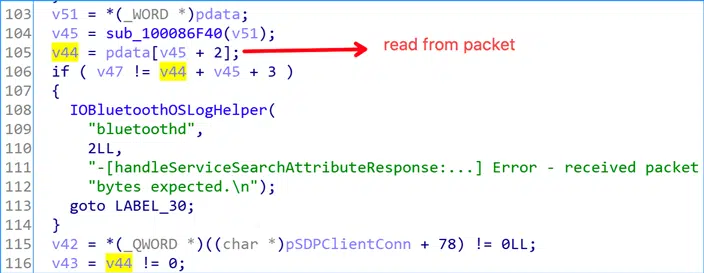 103 v51 = *(_WORD *)pdata;
104 v45 = sub_100086F40(v51);
105 v44 = pdata[v45 + 2]; read from packet
106 if ( v47 != v44 + v45 + 3 )
107 {
108 IOBluetoothOSLogHelper(
109 "bluetoothd",
110 2LL,
111 "-[handleServiceSearchAttributeResponse:...] Error - received packet
112 "bytes expected.\n");
113 goto LABEL_30;
114 }
115 v42 = *(_QWORD *)((char *)pSDPClientConn + 78) != 0LL;
116 v43 = v44 != 0;